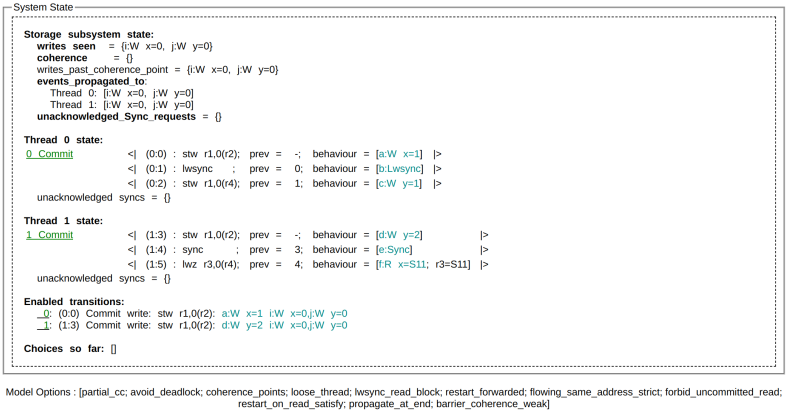 System State
Storage subsystem state:
writes seen = {i:W x=0, j:W y=0}
coherence = {}
writes_past_coherence_point = {i:W x=0, j:W y=0}
events_propagated_to:
Thread 0: [i:W x=0, j:W y=0]
Thread 1: [i:W x=0, j:W y=0]
unacknowledged_Sync_requests = {}
Thread 0 state:
0 Commit <| (0:0) : stw r1,0(r2); prev = -; behaviour = [a:W x=1] |>
<| (0:1) : lwsync ; prev = 0; behaviour = [b:Lwsync] |>
<| (0:2) : stw r1,0(r4); prev = 1; behaviour = [c:W y=1] |>
unacknowledged syncs = {}
Thread 1 state:
1 Commit <| (1:3) : stw r1,0(r2); prev = -; behaviour = [d:W y=2] |>
<| (1:4) : sync ; prev = 3; behaviour = [e:Sync] |>
<| (1:5) : lwz r3,0(r4); prev = 4; behaviour = [f:R x=S11; r3=S11] |>
unacknowledged syncs = {}
Enabled transitions:
0: (0:0) Commit write: stw r1,0(r2): a:W x=1 i:W x=0,j:W y=0
1: (1:3) Commit write: stw r1,0(r2): d:W y=2 i:W x=0,j:W y=0
Choices so far: []
Model Options : [partial_cc; avoid_deadlock; coherence_points; loose_thread; lwsync_read_block; restart_forwarded; flowing_same_address_strict; forbid_uncommitted_read;
restart_on_read_satisfy; propagate_at_end; barrier_coherence_weak]